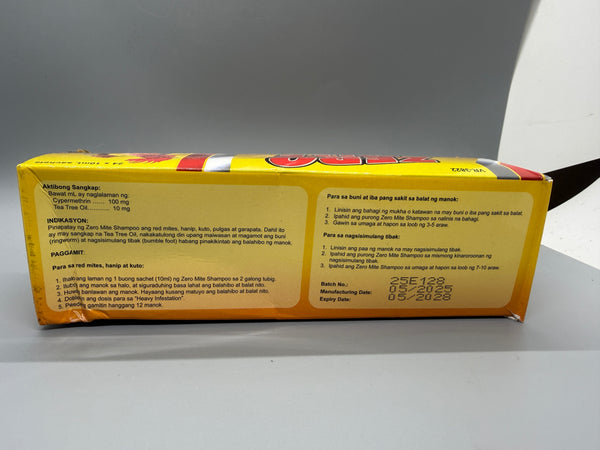 24 x 10mL sachets
ZERO
VR-3822
Aktibong Sangkap:
Bawat mL ay naglalaman ng:
Cypermethrin ...... 100 mg
Tea Tree Oil .......... 10 mg
INDIKASYON:
Pinapatay ng Zero Mite Shampoo ang red mites, hanip, kuto, pulgas at garapata. Dahil ito
ay may sangkap na Tea Tree Oil, nakakatulong din upang maiwasan at magamot ang buni
(ringworm) at nagsisimulang tibak (bumble foot) habang pinakikintab ang balahibo ng manok.
PAGGAMIT:
Para sa red mites, hanip at kuto:
1. Ihalo ang laman ng 1 buong sachet (10ml) ng Zero Mite Shampoo sa 2 galong tubig.
2. Ilublob ang manok sa halo, at siguraduhing basa lahat ang balahibo at balat nito.
3. Huwag banlawan ang manok. Hayaang kusang matuyo ang balahibo at balat nito.
4. Doblehin ang dosis para sa "Heavy Infestation".
5. Pwedeng gamitin hanggang 12 manok.
Para sa buni at iba pang sakit sa balat ng manok:
1. Linisin ang bahagi ng mukha o katawan na may buni o iba pang sakit sa balat.
2. Ipahid ang purong Zero Mite Shampoo sa nalinis na bahagi.
3. Gawin sa umaga at hapon sa loob ng 3-5 araw.
Para sa nagsisimulang tibak:
1. Linisin ang paa ng manok na may nagsisimulang tibak.
2. Ipahid ang purong Zero Mite Shampoo sa mismong kinaroroonan ng
nagsisimulang tibak.
3. Ipahid ang Zero Mite Shampoo sa umaga at hapon sa loob ng 7-10 araw.
Batch No.: 25E128
Manufacturing Date: 05/2025
Expiry Date: 05/2028